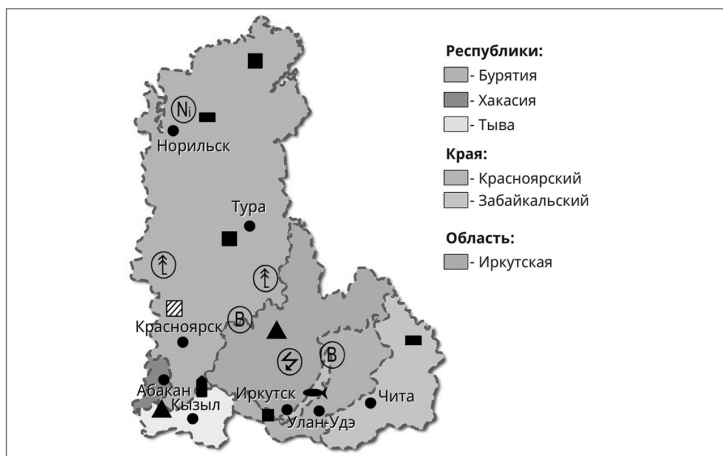 Республики:
- Бурятия
- Хакасия
- Тыва
Края:
- Красноярский
- Забайкальский
Область:
- Иркутская
Ni
Норильск
Тура
В
Красноярск
В
Абакан
Иркутск
Чита
Кызыл
Улан-Удэ